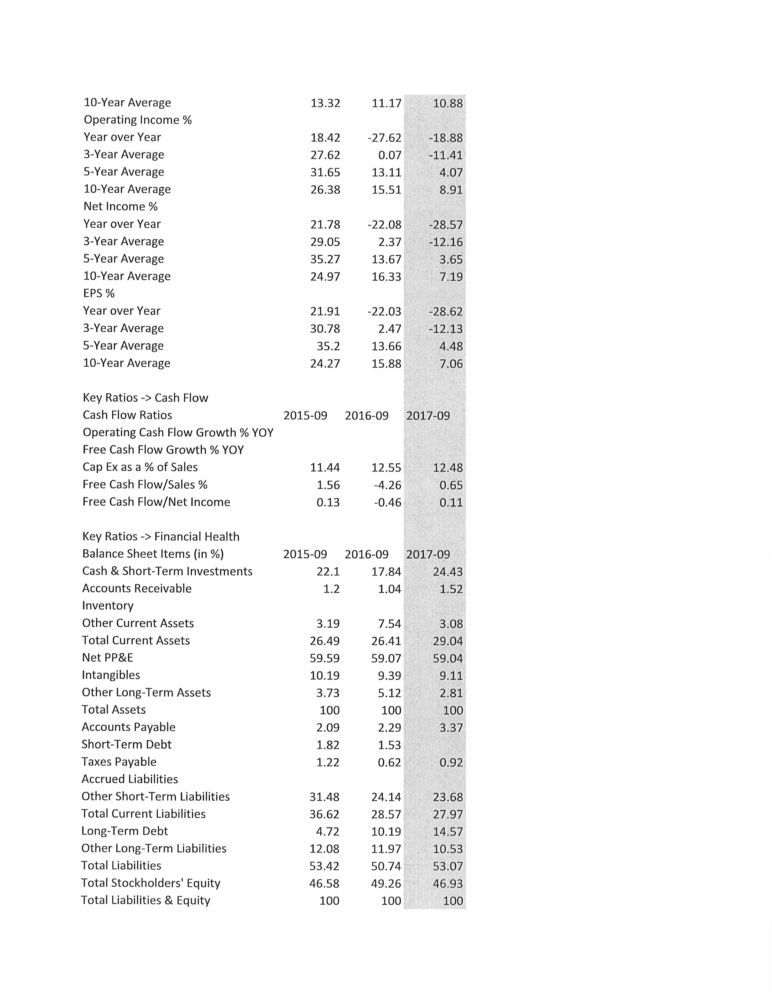 10-Year Average 13.32 11.17 10.88
Operating Income %
Year over Year 18.42 -27.62 -18.88
3-Year Average 27.62 0.07 -11.41
5-Year Average 31.65 13.11 4.07
10-Year Average 26.38 15.51 8.91
Net Income %
Year over Year 21.78 -22.08 -28.57
3-Year Average 29.05 2.37 -12.16
5-Year Average 35.27 13.67 3.65
10-Year Average 24.97 16.33 7.19
EPS %
Year over Year 21.91 -22.03 -28.62
3-Year Average 30.78 2.47 -12.13
5-Year Average 35.2 13.66 4.48
10-Year Average 24.27 15.88 7.06
Key Ratios -> Cash Flow
Cash Flow Ratios 2015-09 2016-09 2017-09
Operating Cash Flow Growth % YOY
Free Cash Flow Growth % YOY
Cap Ex as a % of Sales 11.44 12.55 12.48
Free Cash Flow/Sales % 1.56 -4.26 0.65
Free Cash Flow/Net Income 0.13 -0.46 0.11
Key Ratios -> Financial Health
Balance Sheet Items (in %) 2015-09 2016-09 2017-09
Cash & Short-Term Investments 22.1 17.84 24.43
Accounts Receivable 1.2 1.04 1.52
Inventory
Other Current Assets 3.19 7.54 3.08
Total Current Assets 26.49 26.41 29.04
Net PP&E 59.59 59.07 59.04
Intangibles 10.19 9.39 9.11
Other Long-Term Assets 3.73 5.12 2.81
Total Assets 100 100 100
Accounts Payable 2.09 2.29 3.37
Short-Term Debt 1.82 1.53
Taxes Payable 1.22 0.62 0.92
Accrued Liabilities
Other Short-Term Liabilities 31.48 24.14 23.68
Total Current Liabilities 36.62 28.57 27.97
Long-Term Debt 4.72 10.19 14.57
Other Long-Term Liabilities 12.08 11.97 10.53
Total Liabilities 53.42 50.74 53.07
Total Stockholders' Equity 46.58 49.26 46.93
Total Liabilities & Equity 100 100 100